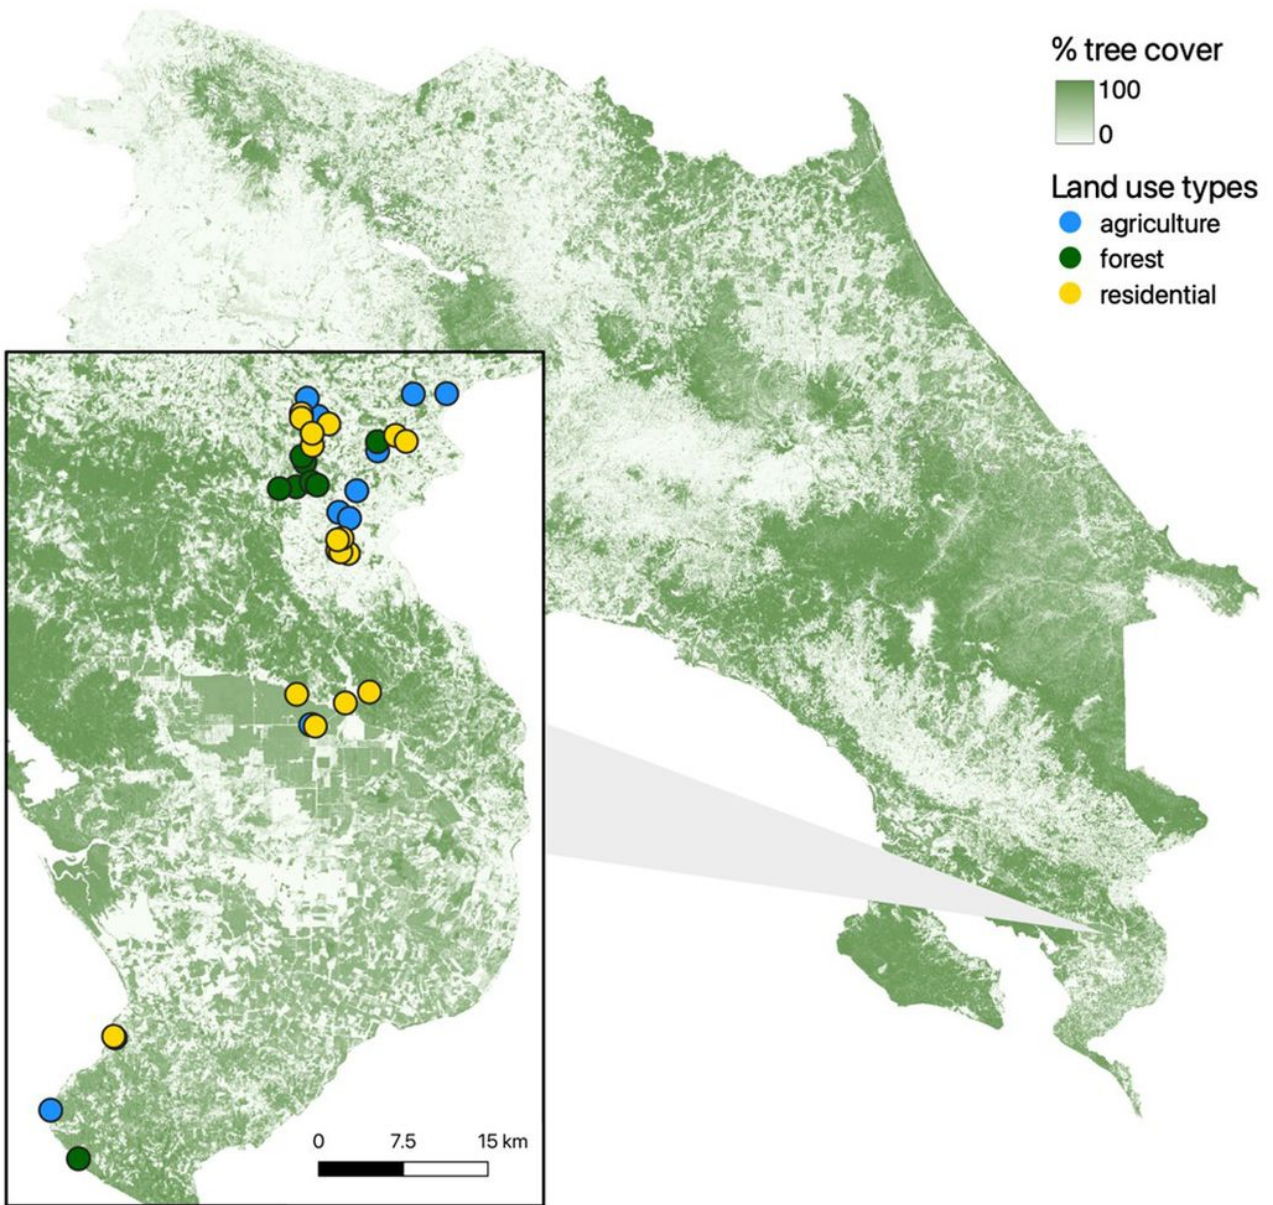 % tree cover
100
0
Land use types
agriculture
forest
residential
0 7.5 15 km